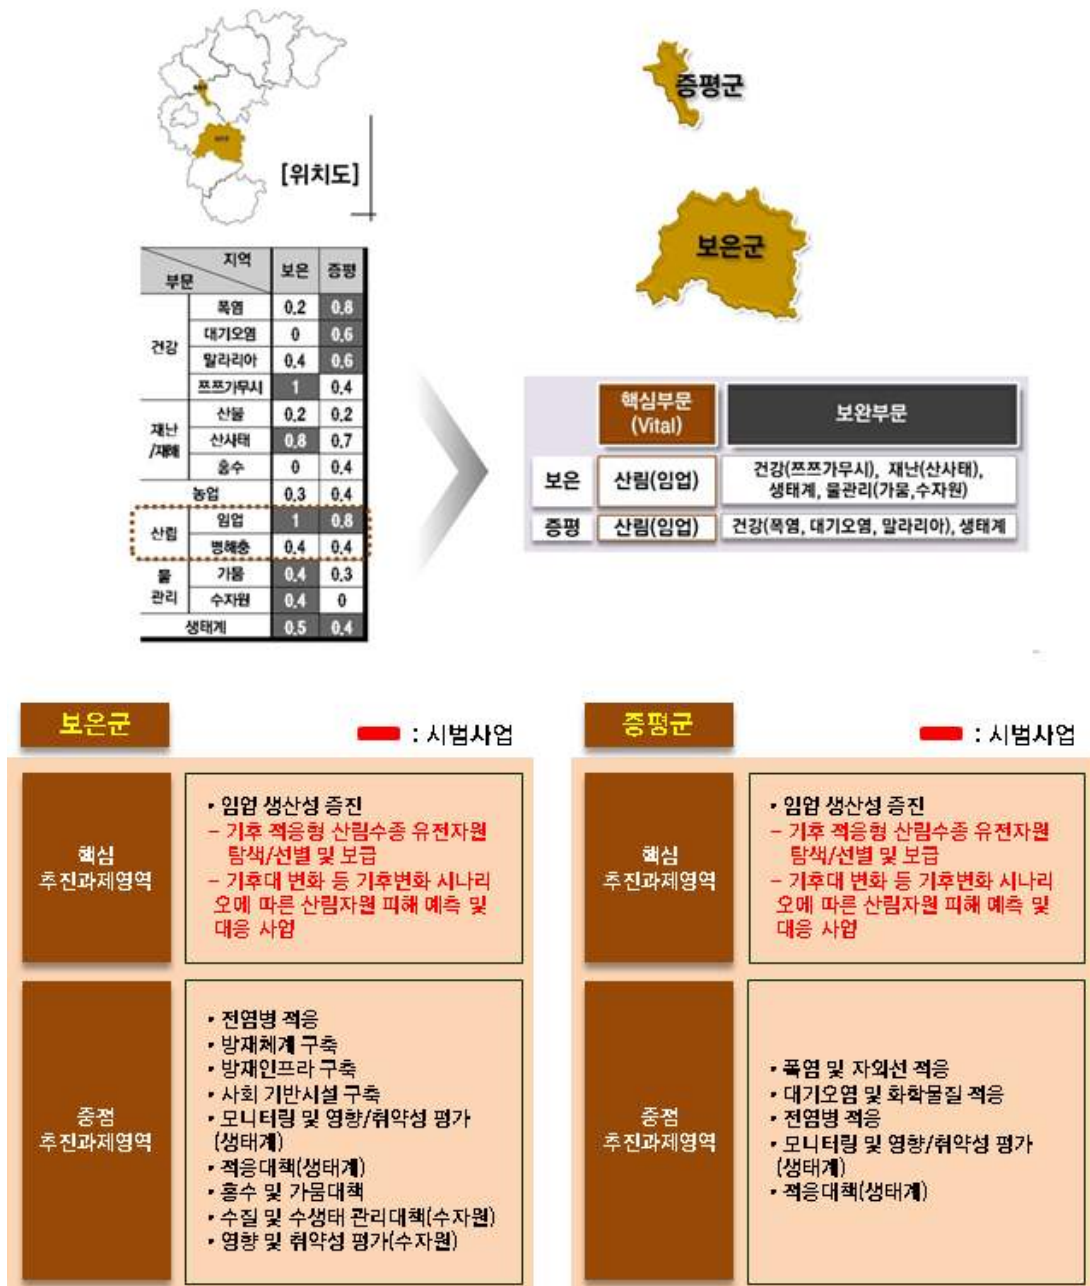 증평군
[위치도]
보은군
지역
부문
보은 증평
건강
폭염 0.2 0.8
대기오염 0 0.6
말라리아 0.4 0.6
쯔쯔가무시 1 0.4
재난
/재해
산불 0.2 0.2
산사태 0.8 0.7
홍수 0 0.4
농업 0.3 0.4
산림
임업 1 0.8
병해충 0.4 0.4
물
관리
가뭄 0.4 0.3
수자원 0.4 0
생태계 0.5 0.4
핵심부문
(Vital)
보완부문
보은 산림(임업)
건강(쯔쯔가무시), 재난(산사태),
생태계, 물관리(가뭄,수자원)
증평 산림(임업) 건강(폭염, 대기오염, 말라리아), 생태계
보은군
: 시범사업
핵심
추진과제영역
• 임업 생산성 증진
– 기후 적응형 산림수종 유전자원
탐색/선별 및 보급
– 기후대 변화 등 기후변화 시나리
오에 따른 산림자원 피해 예측 및
대응 사업
중점
추진과제영역
• 전염병 적응
• 방재체계 구축
• 방재인프라 구축
• 사회 기반시설 구축
• 모니터링 및 영향/취약성 평가
(생태계)
• 적응대책(생태계)
• 홍수 및 가뭄대책
• 수질 및 수생태 관리대책(수자원)
• 영향 및 취약성 평가(수자원)
증평군
: 시범사업
핵심
추진과제영역
• 임업 생산성 증진
– 기후 적응형 산림수종 유전자원
탐색/선별 및 보급
– 기후대 변화 등 기후변화 시나리
오에 따른 산림자원 피해 예측 및
대응 사업
중점
추진과제영역
• 폭염 및 자외선 적응
• 대기오염 및 화학물질 적응
• 전염병 적응
• 모니터링 및 영향/취약성 평가
(생태계)
• 적응대책(생태계)